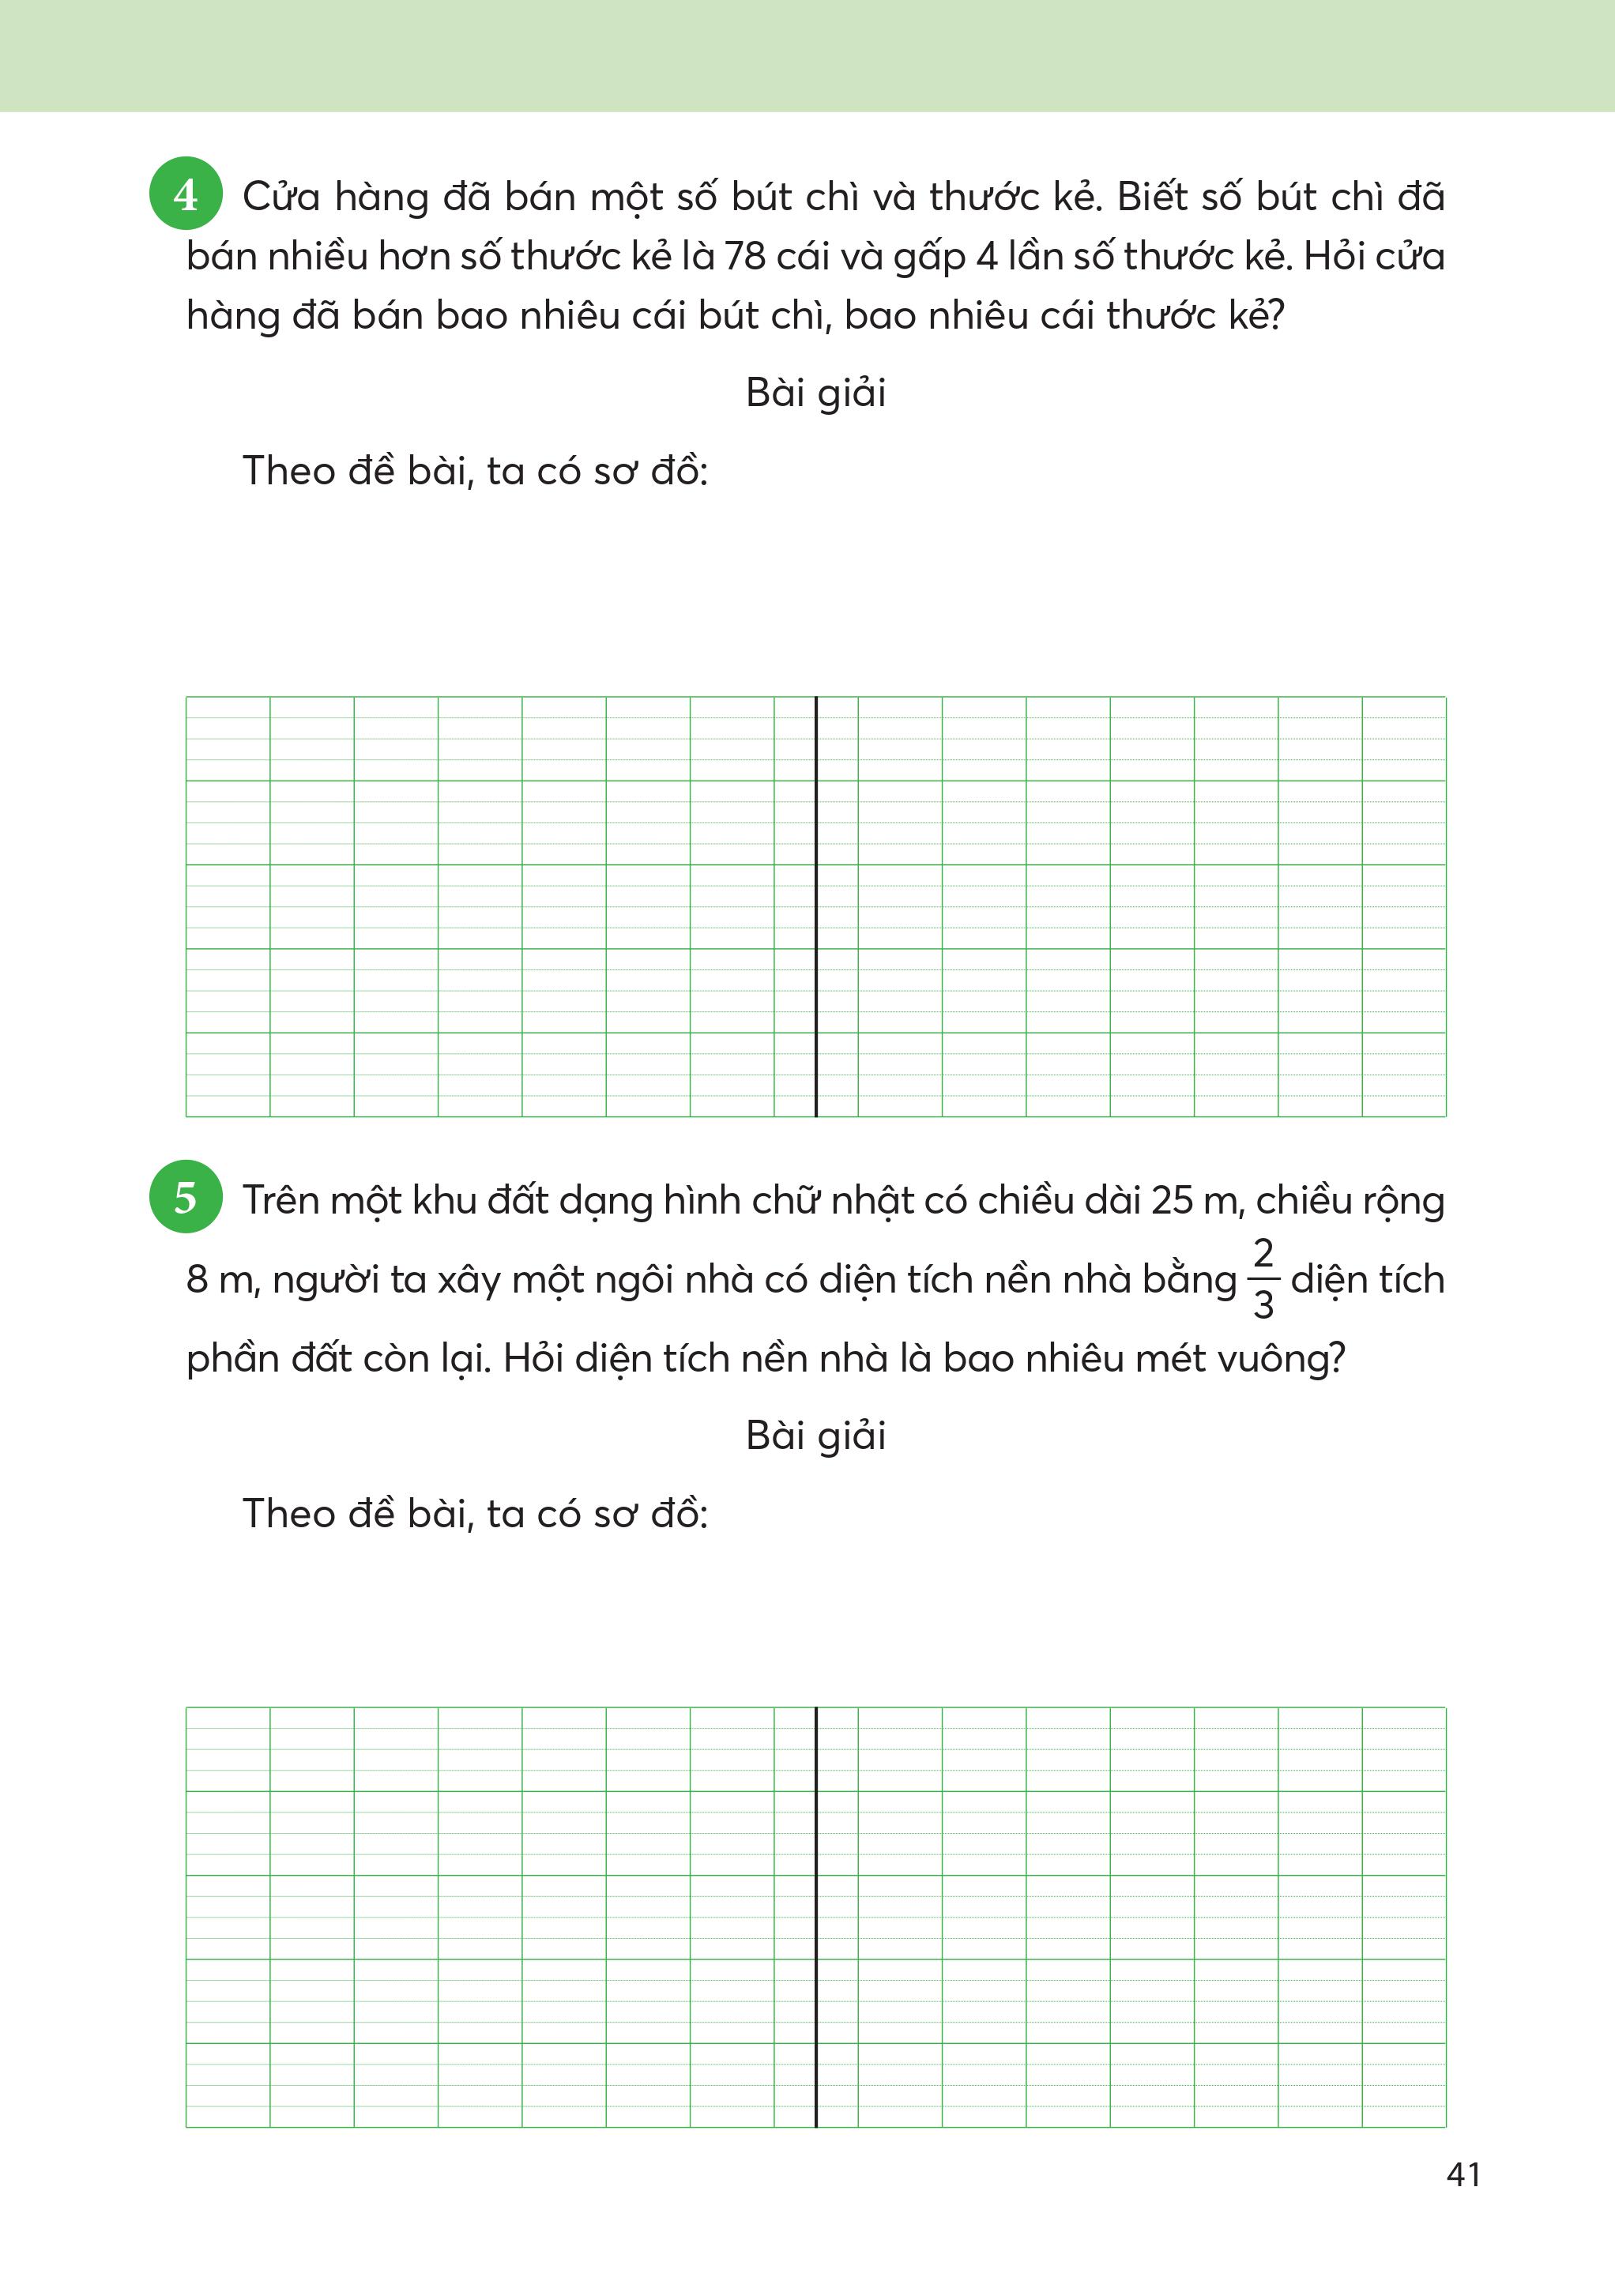 4 Cửa hàng đã bán một số bút chì và thước kẻ. Biết số bút chì đã
bán nhiều hơn số thước kẻ là 78 cái và gấp 4 lần số thước kẻ. Hỏi cửa
hàng đã bán bao nhiêu cái bút chì, bao nhiêu cái thước kẻ?
Bài giải
Theo đề bài, ta có sơ đồ:
5 Trên một khu đất dạng hình chữ nhật có chiều dài 25 m, chiều rộng
8 m, người ta xây một ngôi nhà có diện tích nền nhà bằng 2/3 diện tích
phần đất còn lại. Hỏi diện tích nền nhà là bao nhiêu mét vuông?
Bài giải
Theo đề bài, ta có sơ đồ:
41